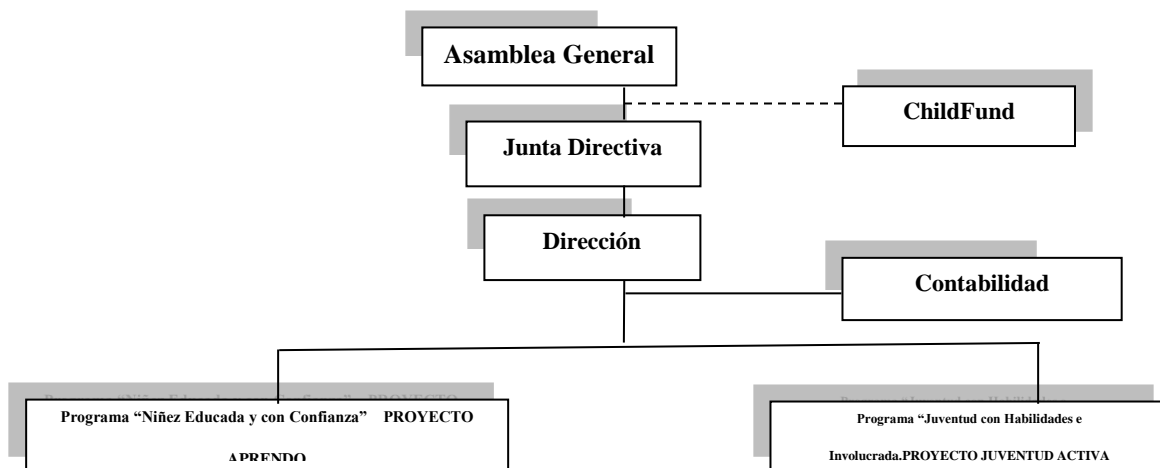 Asamblea General
ChildFund
Junta Directiva
Dirección
Contabilidad
Programa “Niñez Educada y con Confianza” PROYECTO
APRENDO
Programa “Juventud con Habilidades e
Involucrada.PROYECTO JUVENTUD ACTIVA